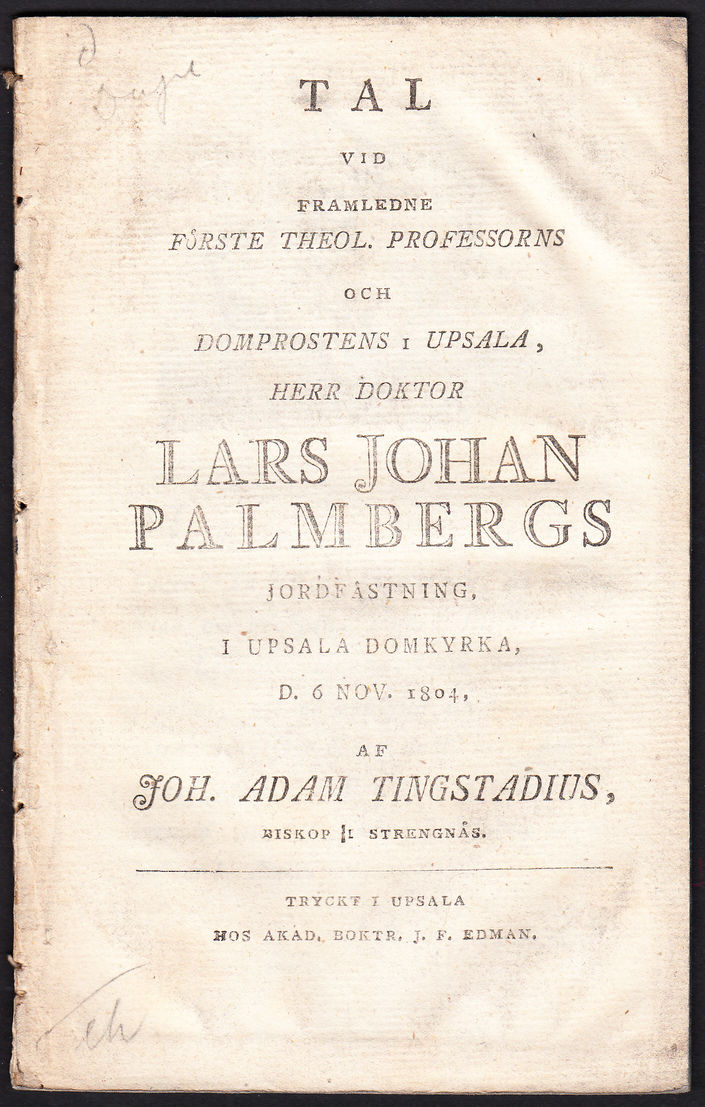 TAL
VID
FRAMLEDNE
FÖRSTE THEOL. PROFESSORNS
OCH
DOMPROSTENS I UPSALA,
HERR DOKTOR
LARS JOHAN
PALMBERGS
JORDFÄSTNING,
I UPSALA DOMKYRKA,
D. 6 NOV. 1804,
AF
JOH. ADAM TINGSTADIUS,
BISKOP I STRENGNÄS.
TRYCKT I UPSALA
HOS AKAD. BOKTR. J. F. EDMAN.